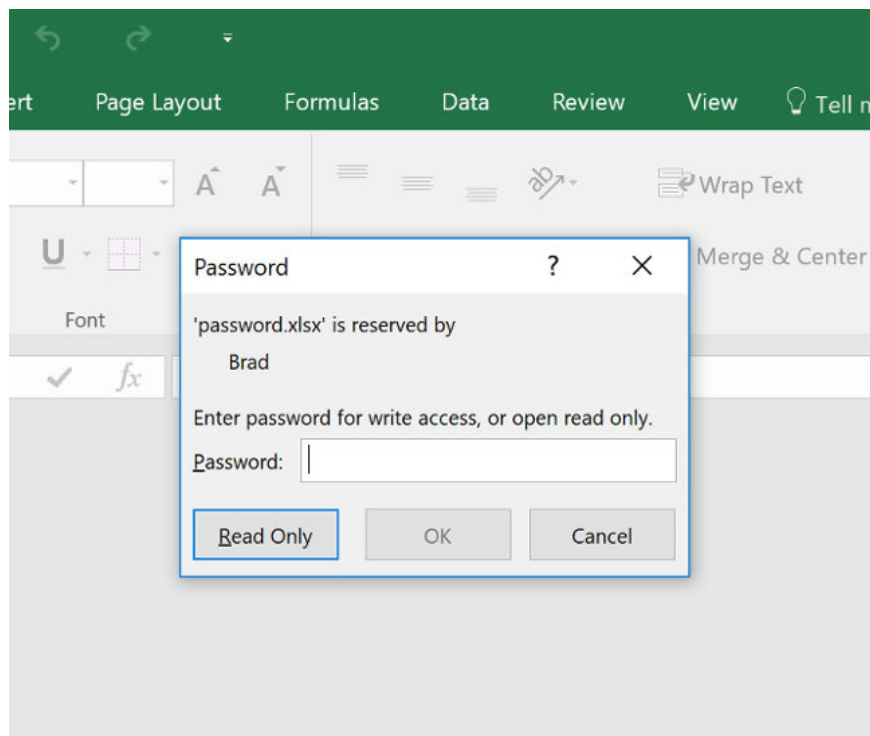 ert Page Layout Formulas Data Review View Tell m
A A Wrap Text
U Merge & Center
Font
fx
Password ? X
'password.xlsx' is reserved by
Brad
Enter password for write access, or open read only.
Password:
Read Only OK Cancel